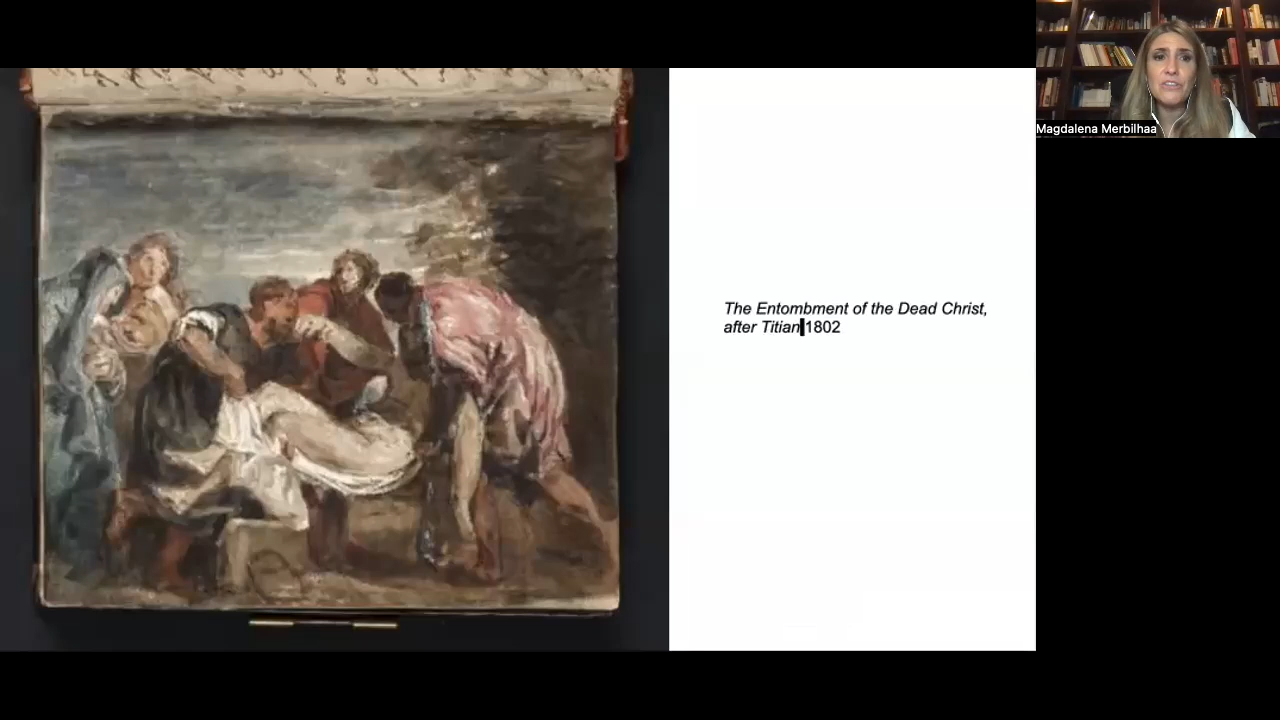 The Entombment of the Dead Christ,
after Titian 1802
Magdalena Merbilhaa